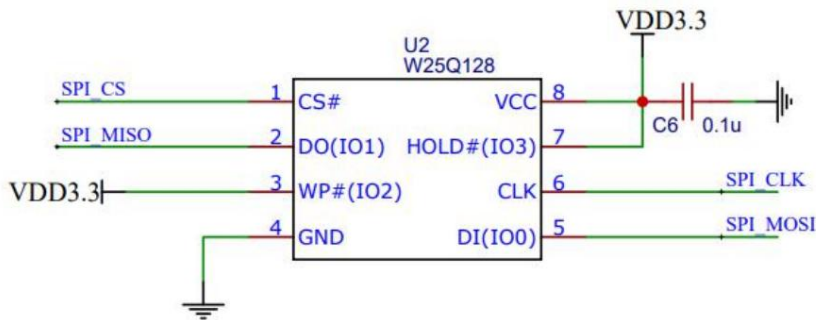 VDD3.3
U2
W25Q128
SPI_CS 1 CS# VCC 8
C6 0.1u
SPI_MISO 2 DO(IO1) HOLD#(IO3) 7
VDD3.3 3 WP#(IO2) CLK 6 SPI_CLK
4 GND DI(IO0) 5 SPI_MOSI